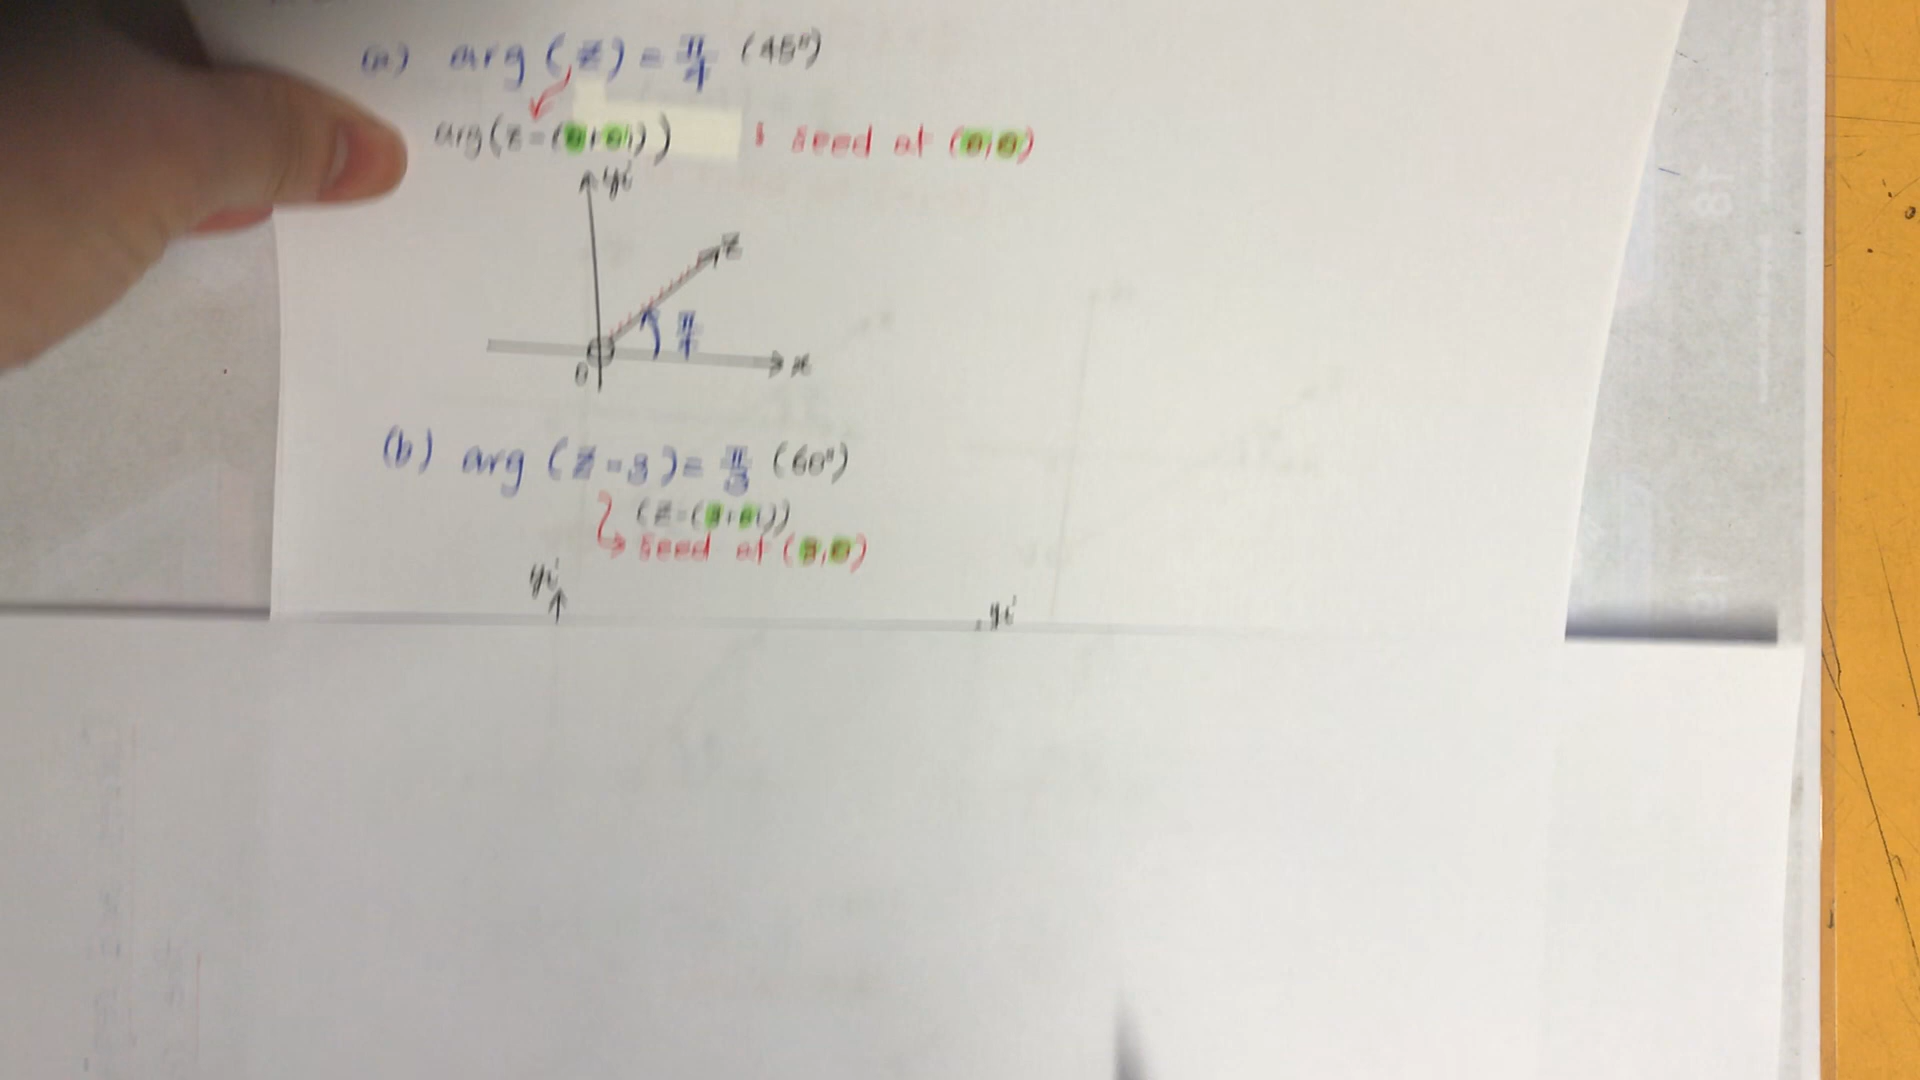 (a) arg (z) = π/4 (45°)
arg(z-(0+0i)) : Seed at (0,0)
yi
z
π/4
0 x
(b) arg (z-3) = π/3 (60°)
(z-(3+0i))
Seed at (3,0)
yi yi